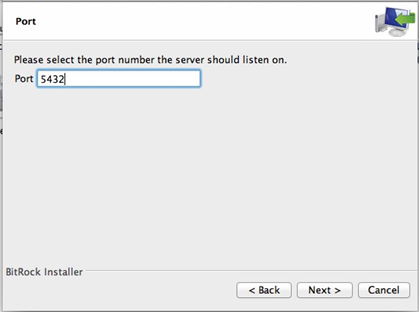 Port
Please select the port number the server should listen on.
Port 5432
BitRock Installer
< Back Next > Cancel